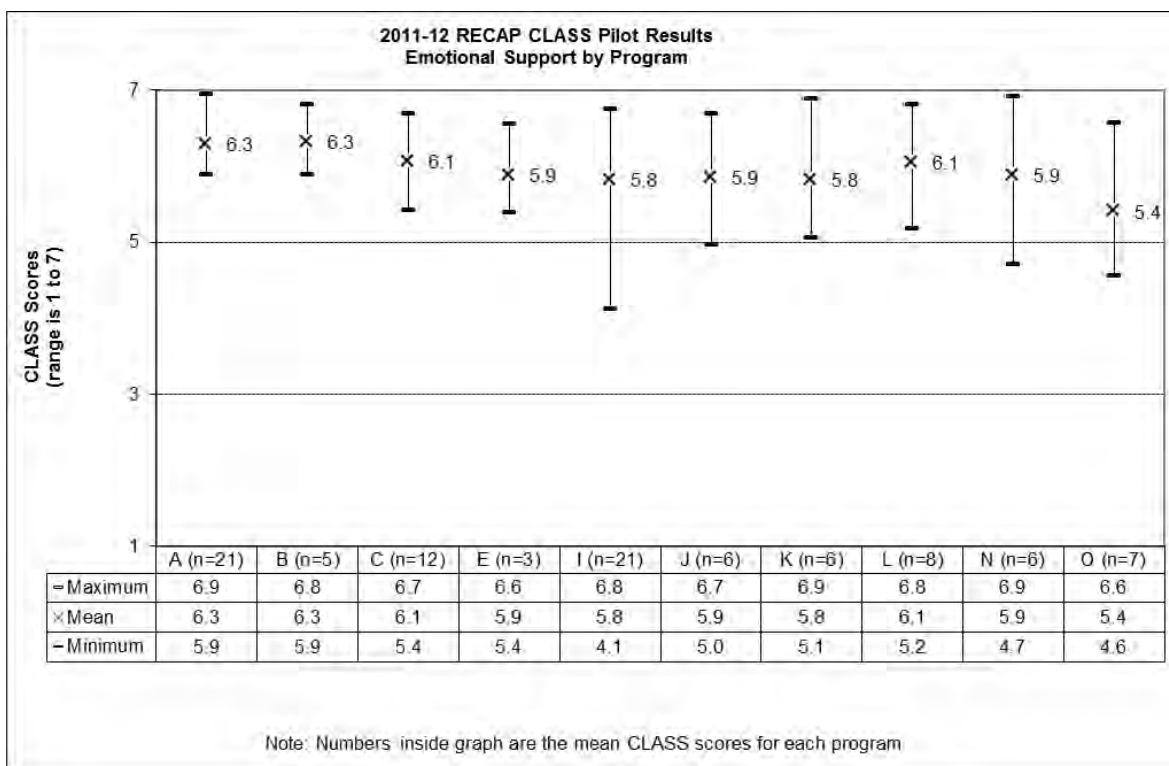 2011-12 RECAP CLASS Pilot Results
Emotional Support by Program
CLASS Scores
(range is 1 to 7)
7
5
3
1
6.3
6.3
6.1
5.9
5.8
5.9
5.8
6.1
5.9
5.4
A (n=21) B (n=5) C (n=12) E (n=3) I (n=21) J (n=6) K (n=6) L (n=8) N (n=6) O (n=7)
Maximum 6.9 6.8 6.7 6.6 6.8 6.7 6.9 6.8 6.9 6.6
Mean 6.3 6.3 6.1 5.9 5.8 5.9 5.8 6.1 5.9 5.4
Minimum 5.9 5.9 5.4 5.4 4.1 5.0 5.1 5.2 4.7 4.6
Note: Numbers inside graph are the mean CLASS scores for each program